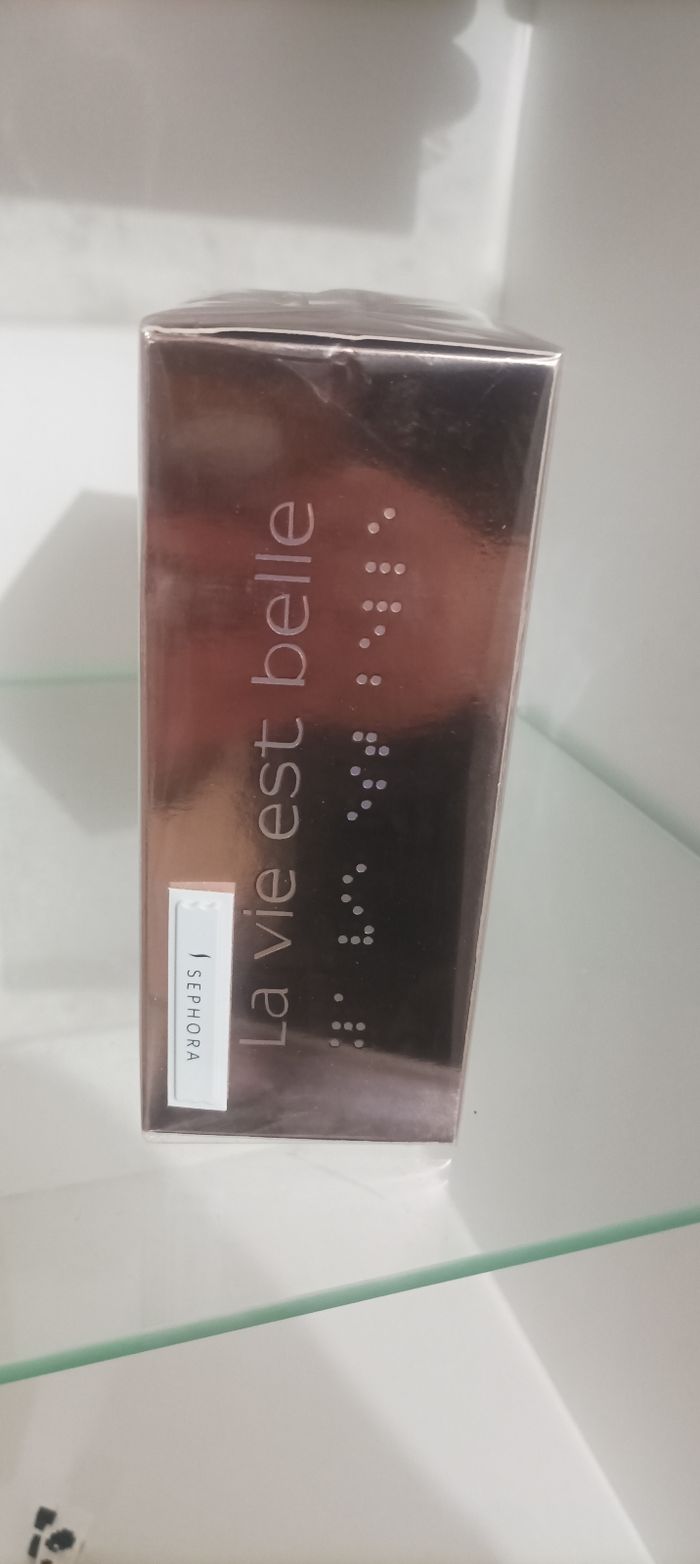 La vie est belle
⠨⠇⠁ ⠧⠊⠑ ⠑⠎⠞ ⠃⠑⠇⠇⠑
SEPHORA